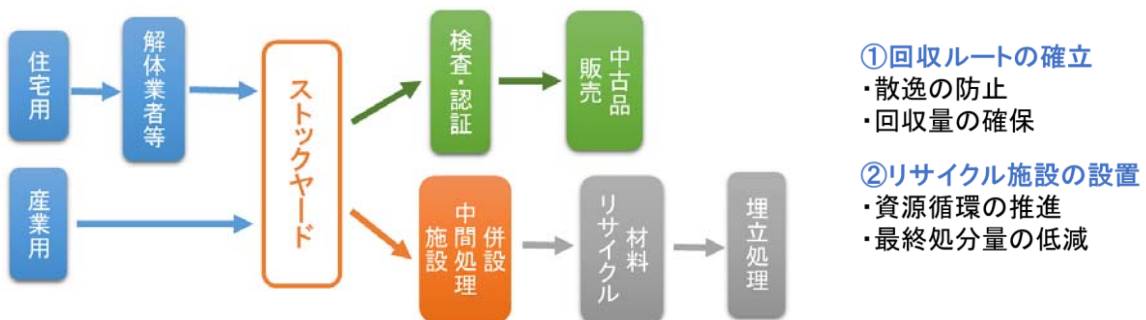 住宅用
解体業者等
産業用
ストックヤード
検査・認証
中古品
販売
併設
中間処理
施設
材料
リサイクル
埋立処理
①回収ルートの確立
・散逸の防止
・回収量の確保
②リサイクル施設の設置
・資源循環の推進
・最終処分量の低減